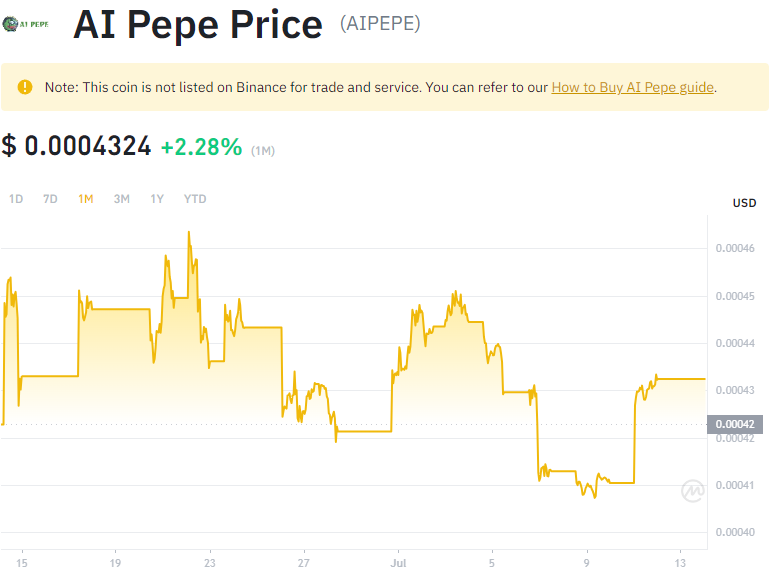 AI PEPE
AI Pepe Price (AIPEPE)
Note: This coin is not listed on Binance for trade and service. You can refer to our How to Buy AI Pepe guide.
$ 0.0004324 +2.28% (1M)
1D 7D 1M 3M 1Y YTD
USD
0.00046
0.00045
0.00044
0.00043
0.00042
0.00042
0.00041
0.00040
15 19 23 27 Jul 5 9 13